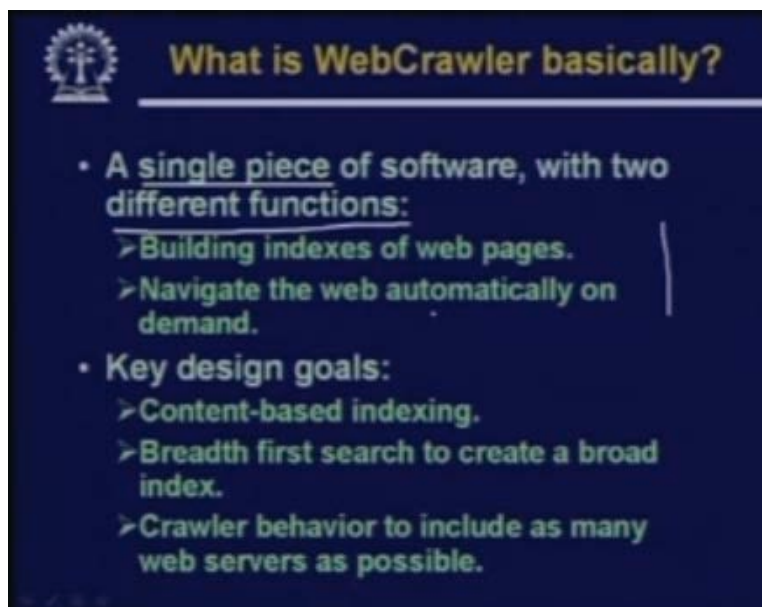 What is WebCrawler basically?
• A single piece of software, with two
different functions:
➢Building indexes of web pages.
➢Navigate the web automatically on
demand.
• Key design goals:
➢Content-based indexing.
➢Breadth first search to create a broad
index.
➢Crawler behavior to include as many
web servers as possible.